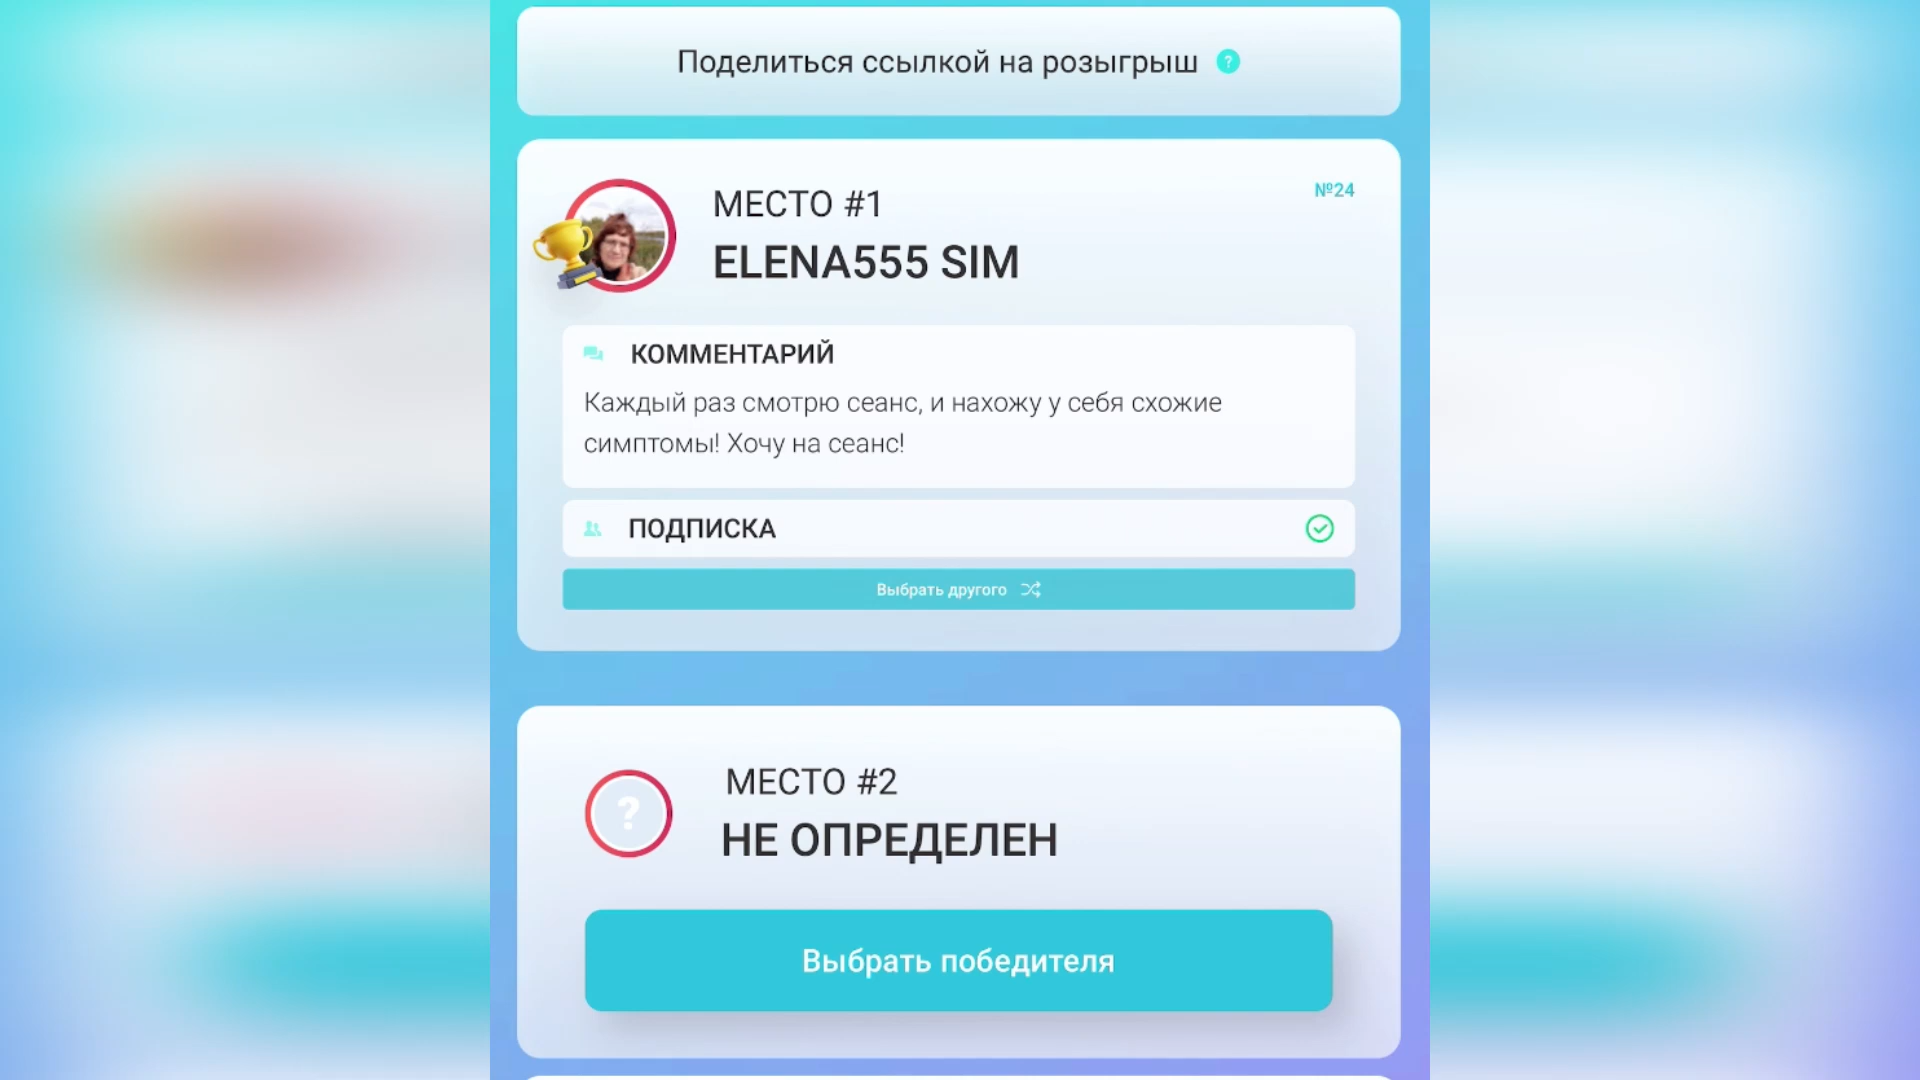 Поделиться ссылкой на розыгрыш ?
МЕСТО #1
№24
ELENA555 SIM
КОММЕНТАРИЙ
Каждый раз смотрю сеанс, и нахожу у себя схожие
симптомы! Хочу на сеанс!
ПОДПИСКА
Выбрать другого
МЕСТО #2
?
НЕ ОПРЕДЕЛЕН
Выбрать победителя